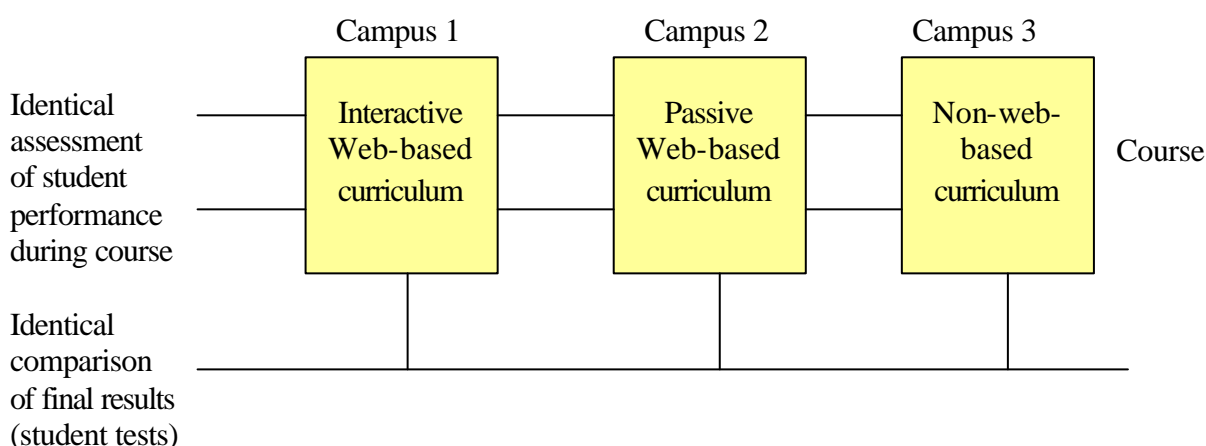 Campus 1
Campus 2
Campus 3
Identical
assessment
of student
performance
during course
Interactive
Web-based
curriculum
Passive
Web-based
curriculum
Non-web-
based
curriculum
Course
Identical
comparison
of final results
(student tests)